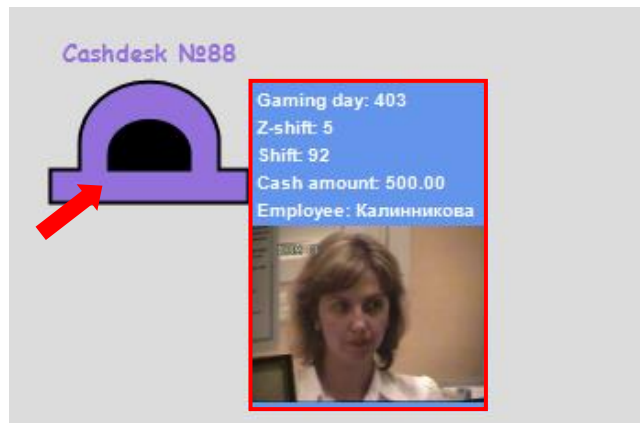 Cashdesk №88
Gaming day: 403
Z-shift: 5
Shift: 92
Cash amount: 500.00
Employee: Калинникова